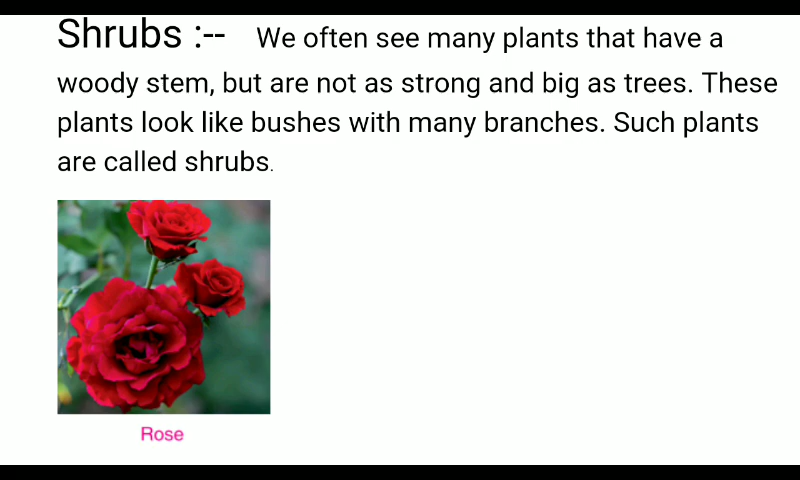 Shrubs :-- We often see many plants that have a
woody stem, but are not as strong and big as trees. These
plants look like bushes with many branches. Such plants
are called shrubs.
Rose